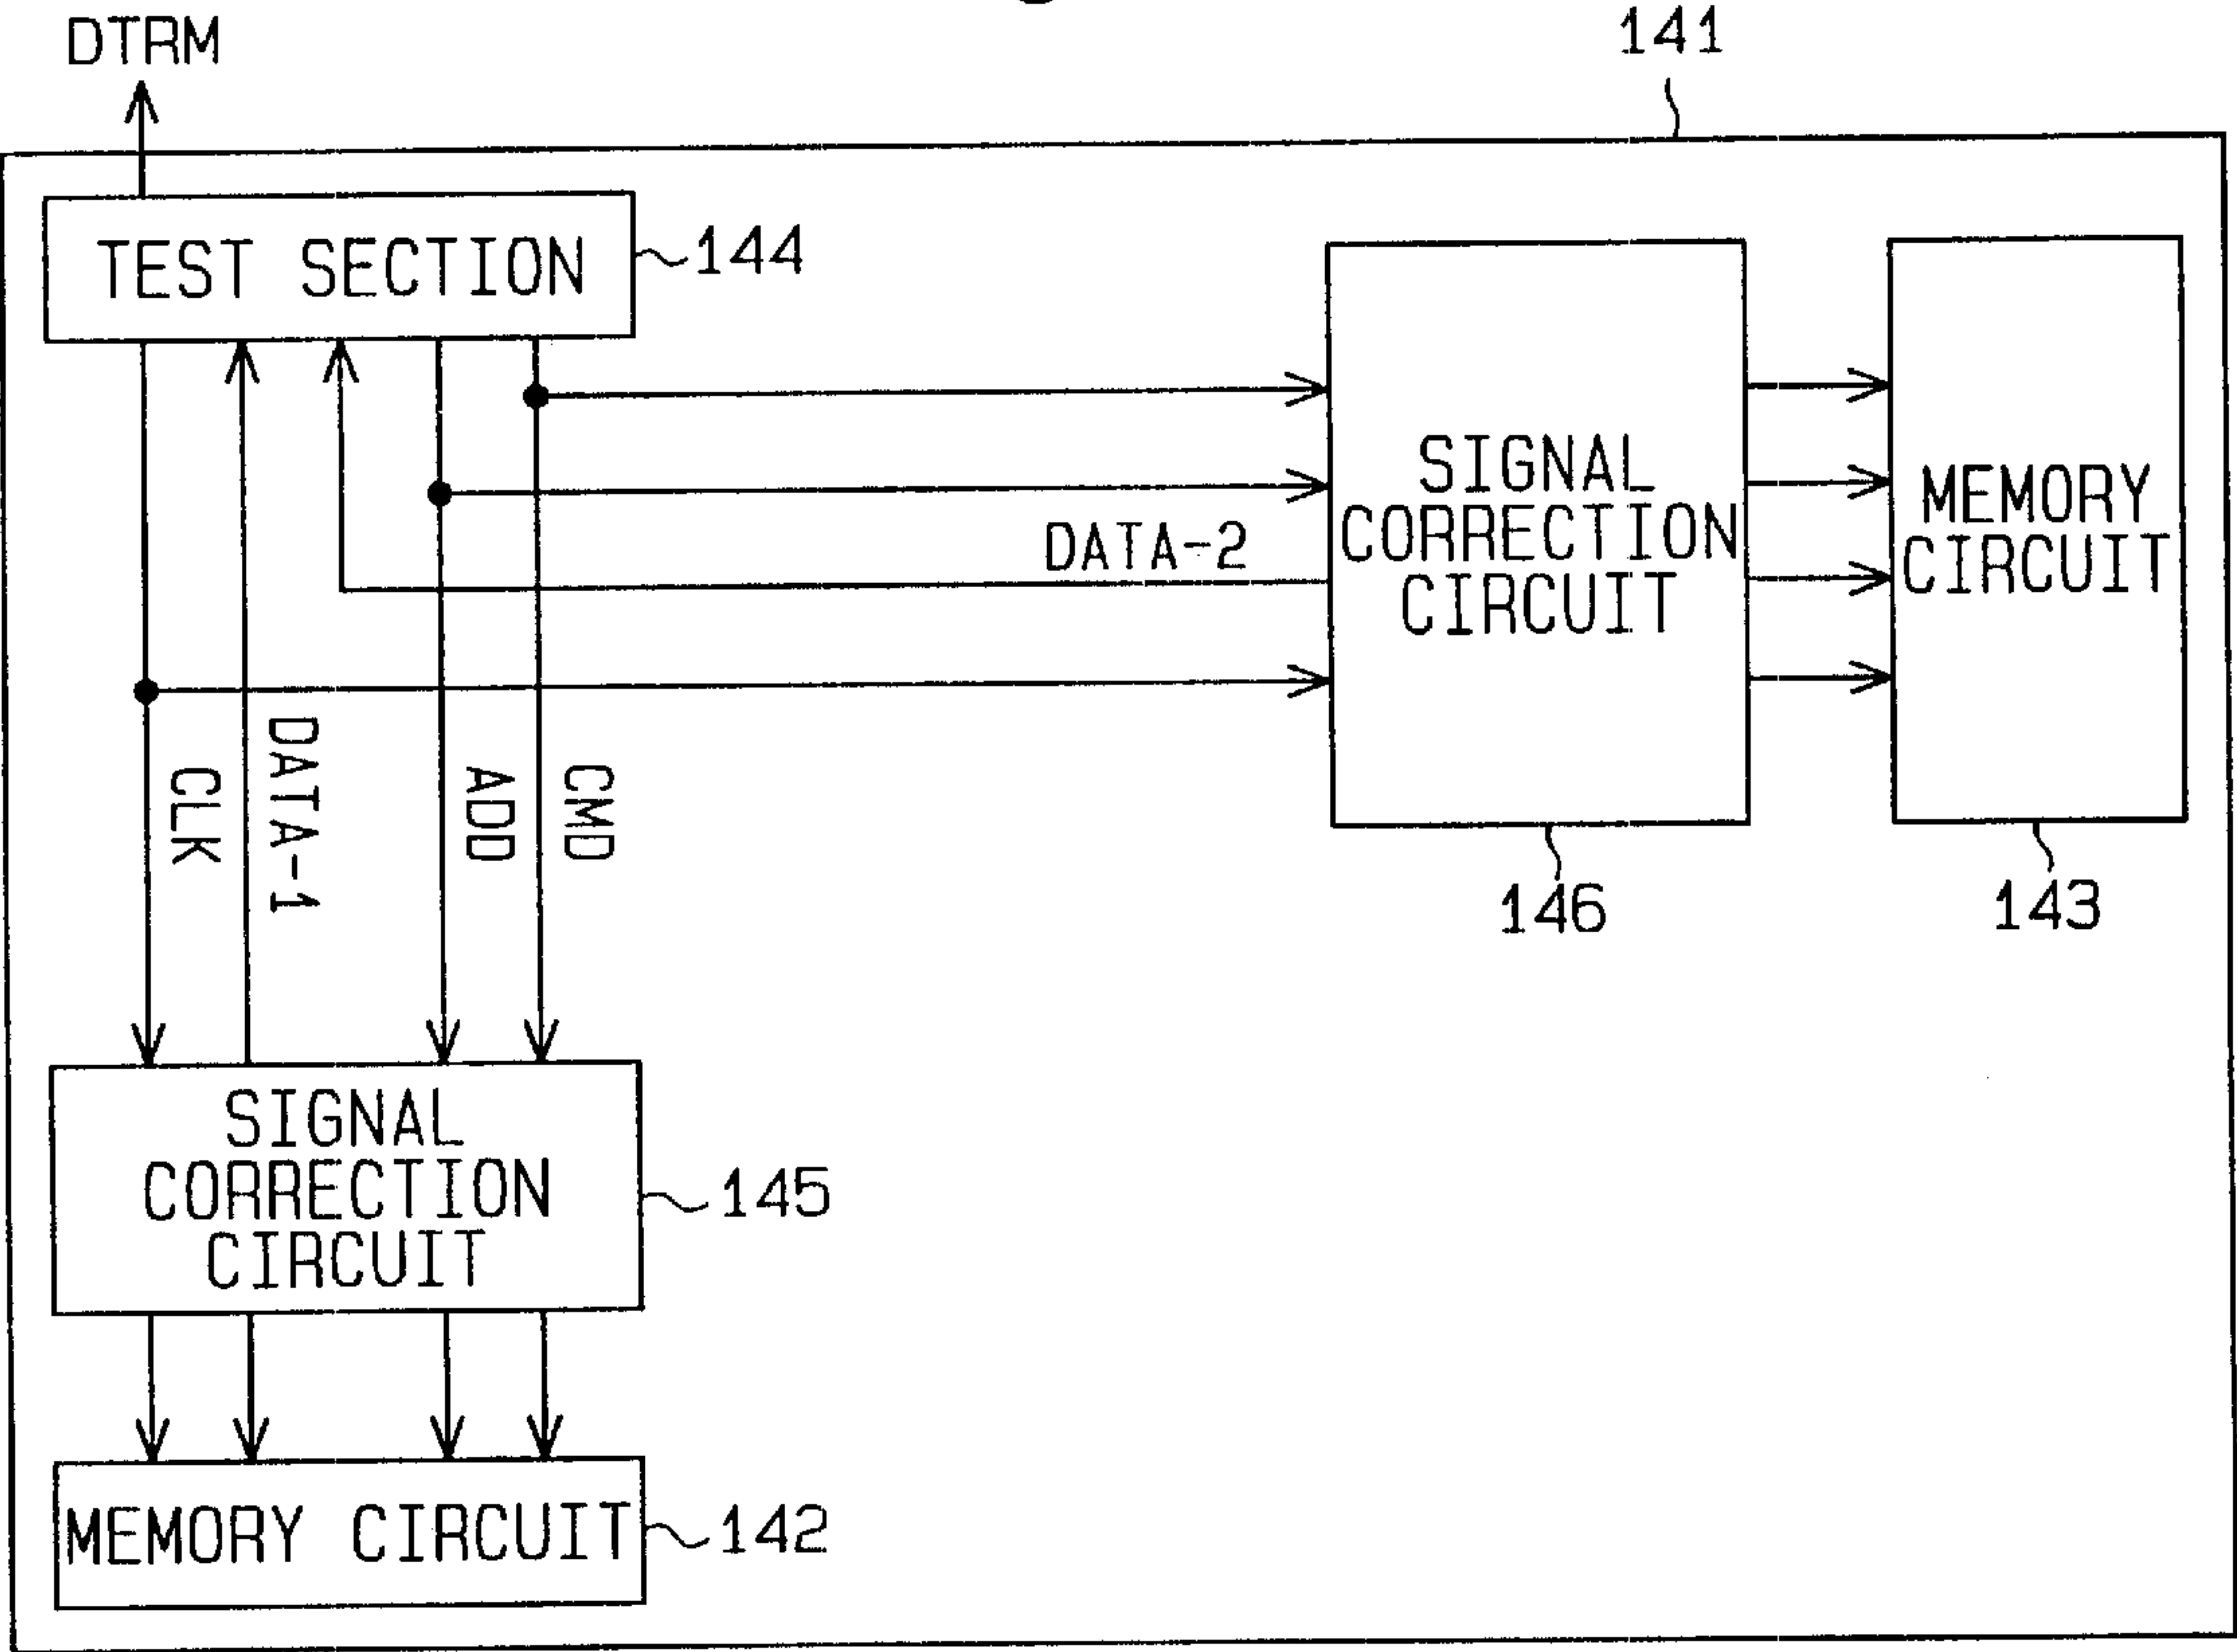 DTRM
141
TEST SECTION
144
SIGNAL
CORRECTION
CIRCUIT
MEMORY
CIRCUIT
DATA-2
CLK
DATA-1
ADD
CMD
146
143
SIGNAL
CORRECTION
CIRCUIT
145
MEMORY CIRCUIT
142